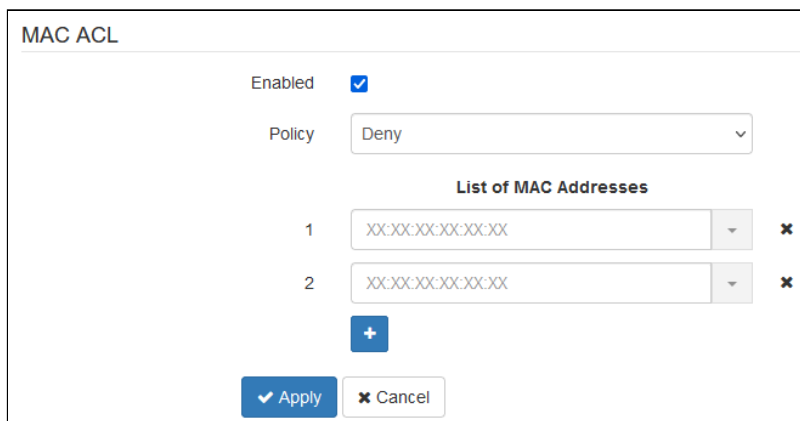 MAC ACL
Enabled
Policy Deny
List of MAC Addresses
1 XX:XX:XX:XX:XX:XX
2 XX:XX:XX:XX:XX:XX
Apply Cancel